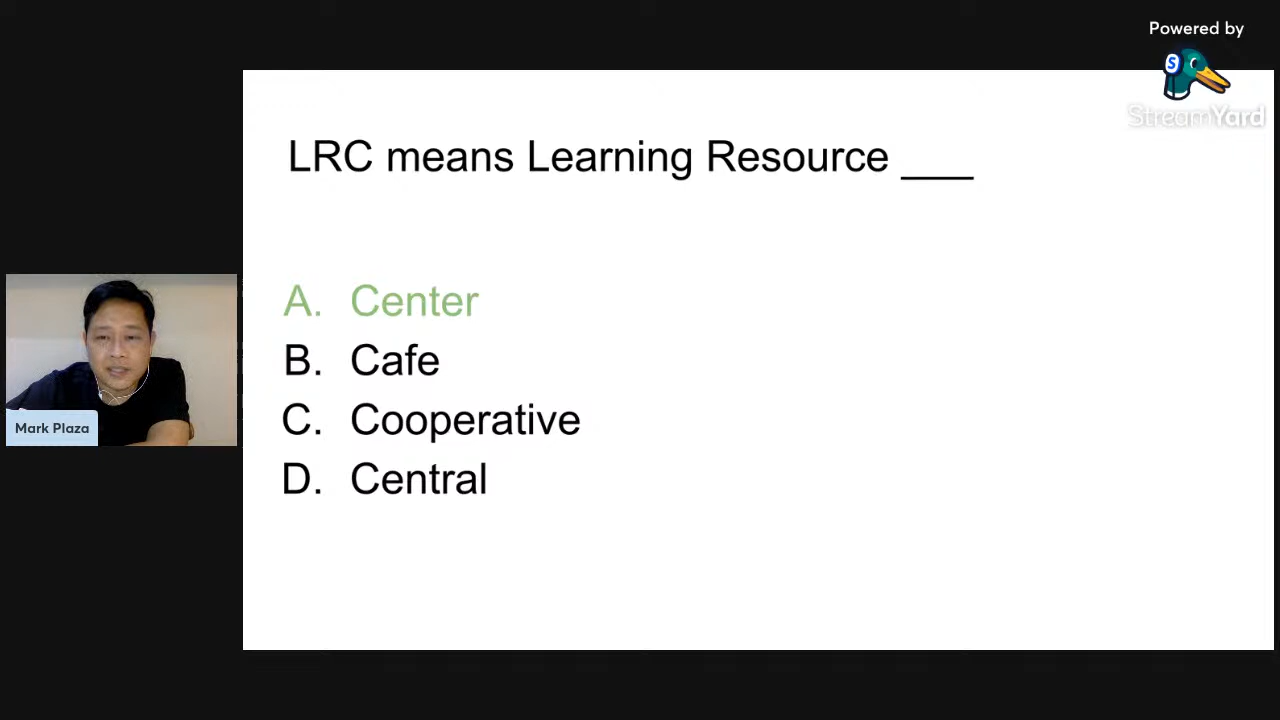 Powered by
StreamYard
LRC means Learning Resource ____
A. Center
B. Cafe
C. Cooperative
D. Central
Mark Plaza